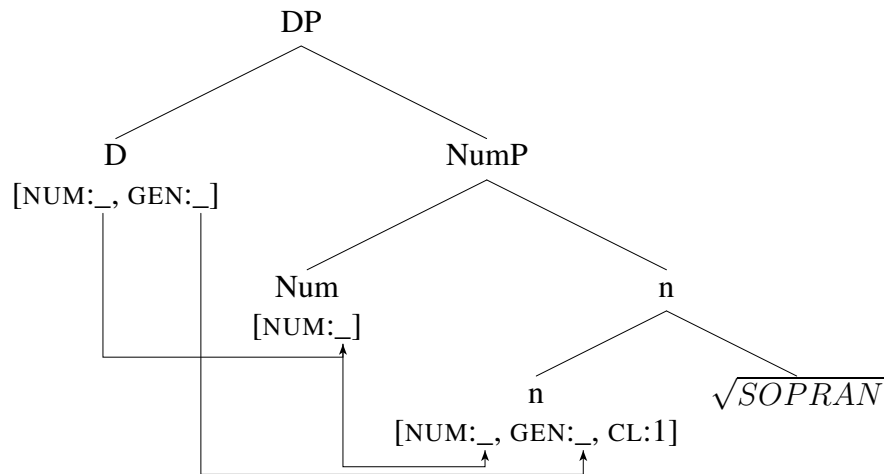 DP
D NumP
[NUM:_, GEN:_]
Num n
[NUM:_]
n √SOPRAN
[NUM:_, GEN:_, CL:1]